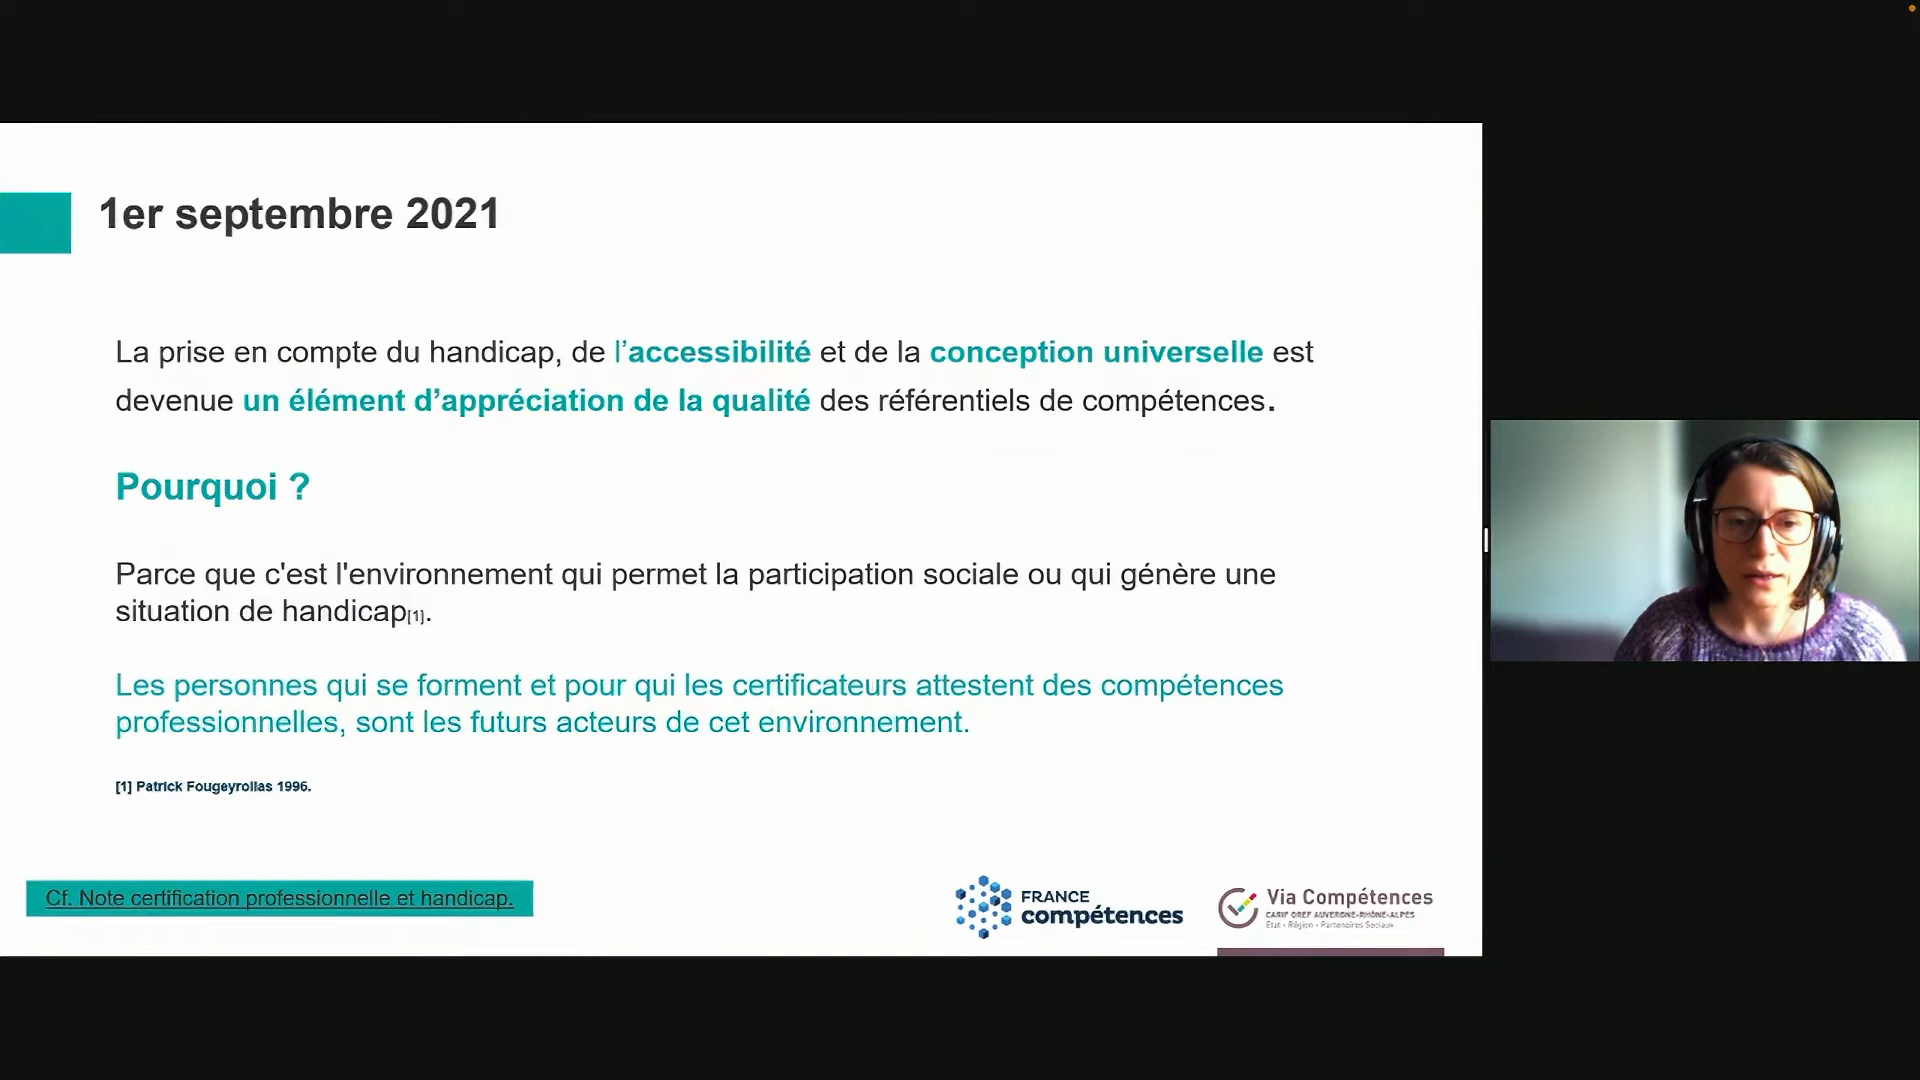 1er septembre 2021
La prise en compte du handicap, de l’accessibilité et de la conception universelle est
devenue un élément d’appréciation de la qualité des référentiels de compétences.
Pourquoi ?
Parce que c'est l'environnement qui permet la participation sociale ou qui génère une
situation de handicap[1].
Les personnes qui se forment et pour qui les certificateurs attestent des compétences
professionnelles, sont les futurs acteurs de cet environnement.
[1] Patrick Fougeyrollas 1996.
Cf. Note certification professionnelle et handicap.
FRANCE
compétences
Via Compétences
CARIF OREF AUVERGNE-RHÔNE-ALPES
État • Région • Partenaires Sociaux